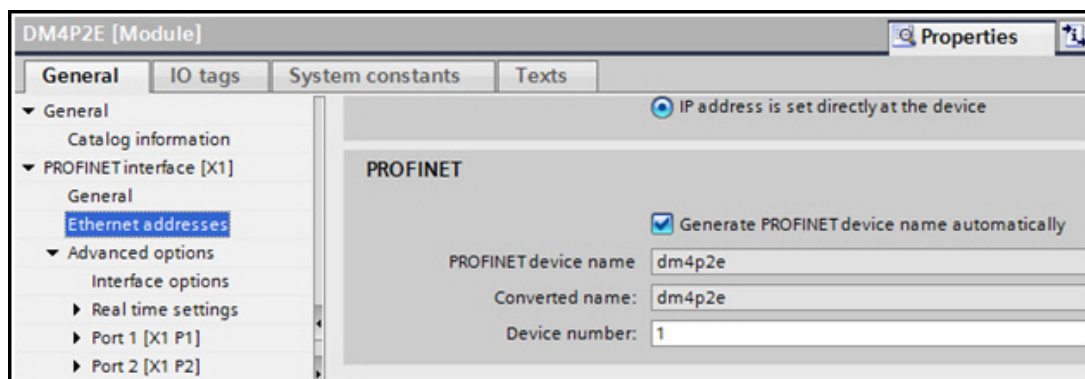 DM4P2E [Module]
Properties
General
IO tags
System constants
Texts
General
Catalog information
PROFINET interface [X1]
General
Ethernet addresses
Advanced options
Interface options
Real time settings
Port 1 [X1 P1]
Port 2 [X1 P2]
IP address is set directly at the device
PROFINET
Generate PROFINET device name automatically
PROFINET device name
dm4p2e
Converted name:
dm4p2e
Device number:
1